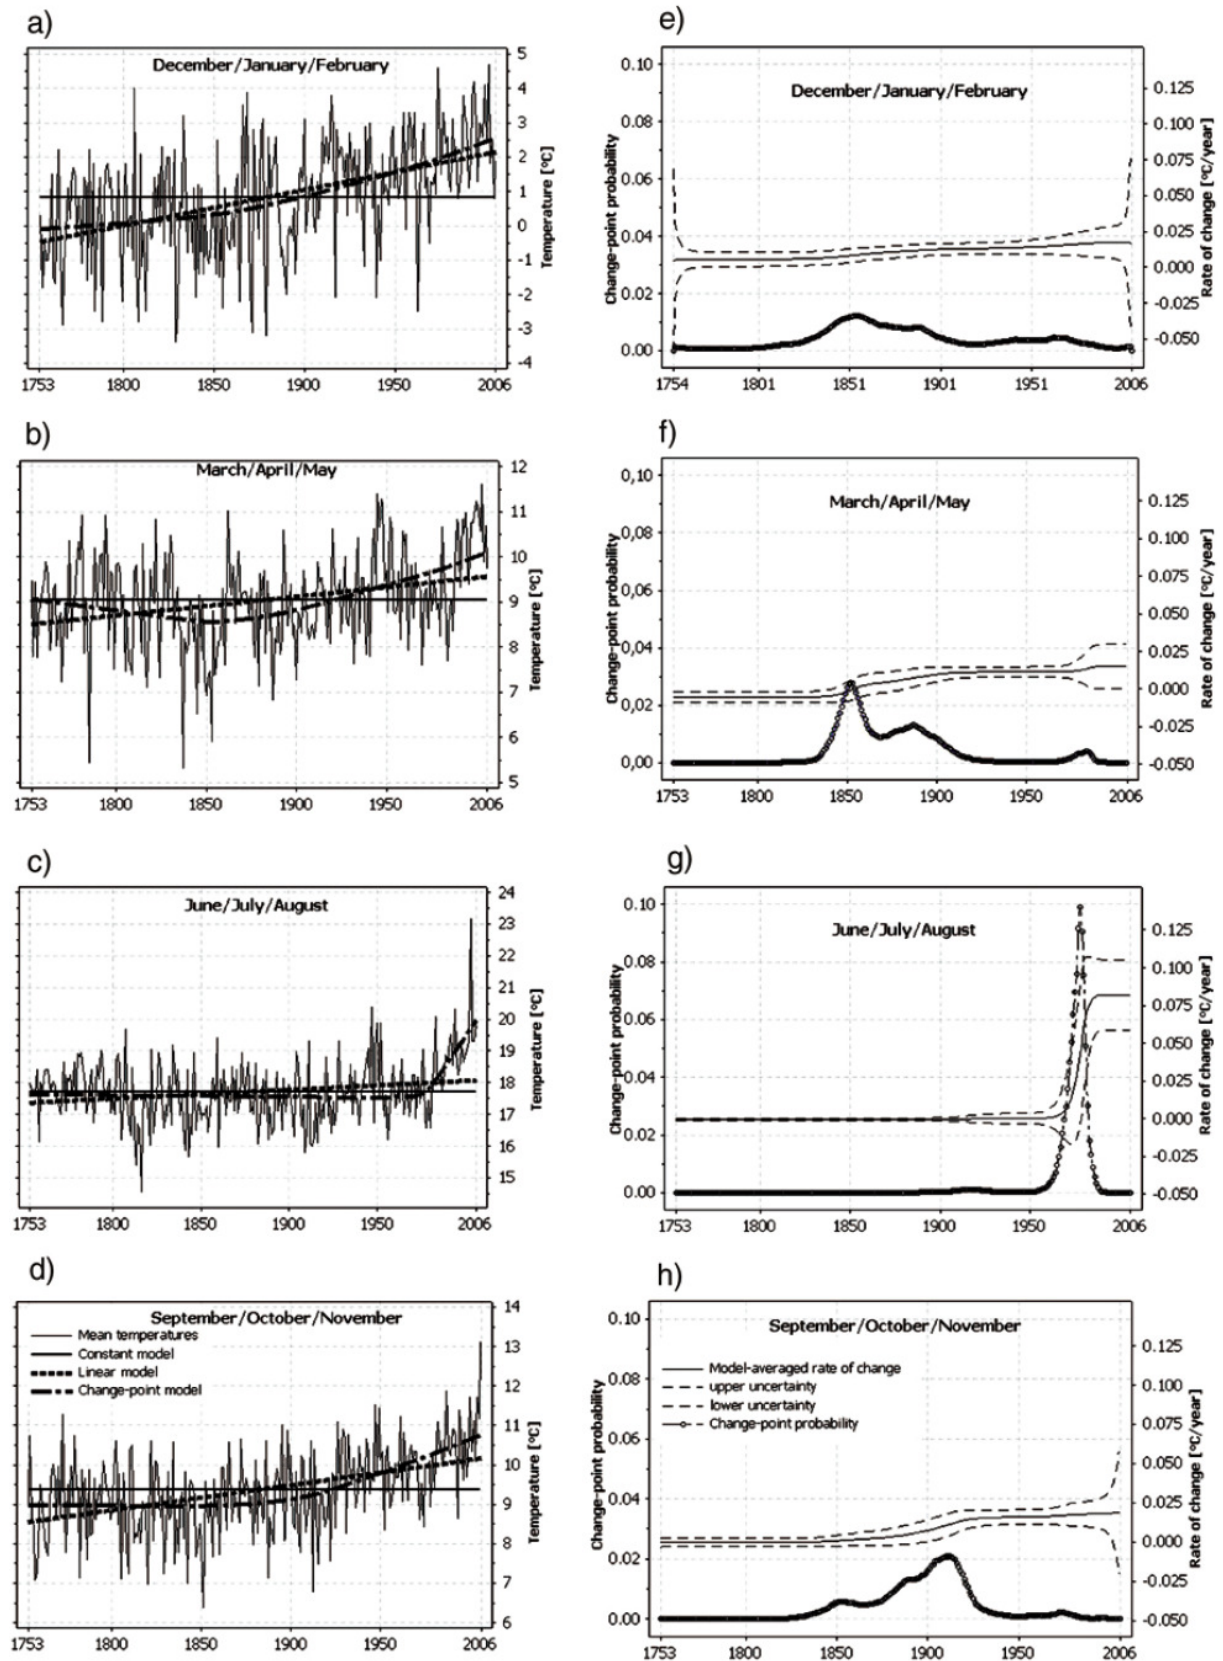 a)
December/January/February
5
4
3
2
1
0
-1
-2
-3
-4
Temperature [°C]
1753 1800 1850 1900 1950 2006
e)
December/January/February
0.10
0.08
0.06
0.04
0.02
0.00
Change-point probability
0.125
0.100
0.075
0.050
0.025
0.000
-0.025
-0.050
Rate of change [°C/year]
1754 1801 1851 1901 1951 2006
b)
March/April/May
12
11
10
9
8
7
6
5
Temperature [°C]
1753 1800 1850 1900 1950 2006
f)
March/April/May
0,10
0,08
0,06
0,04
0,02
0,00
Change-point probability
0.125
0.100
0.075
0.050
0.025
0.000
-0.025
-0.050
Rate of change [°C/year]
1753 1800 1850 1900 1950 2006
c)
June/July/August
24
23
22
21
20
19
18
17
16
15
Temperature [°C]
1753 1800 1850 1900 1950 2006
g)
June/July/August
0.10
0.08
0.06
0.04
0.02
0.00
Change-point probability
0.125
0.100
0.075
0.050
0.025
0.000
-0.025
-0.050
Rate of change [°C/year]
1753 1800 1850 1900 1950 2006
d)
September/October/November
Mean temperatures
Constant model
Linear model
Change-point model
14
13
12
11
10
9
8
7
6
Temperature [°C]
1753 1800 1850 1900 1950 2006
h)
September/October/November
Model-averaged rate of change
upper uncertainty
lower uncertainty
Change-point probability
0.10
0.08
0.06
0.04
0.02
0.00
Change-point probability
0.125
0.100
0.075
0.050
0.025
0.000
-0.025
-0.050
Rate of change [°C/year]
1753 1800 1850 1900 1950 2006